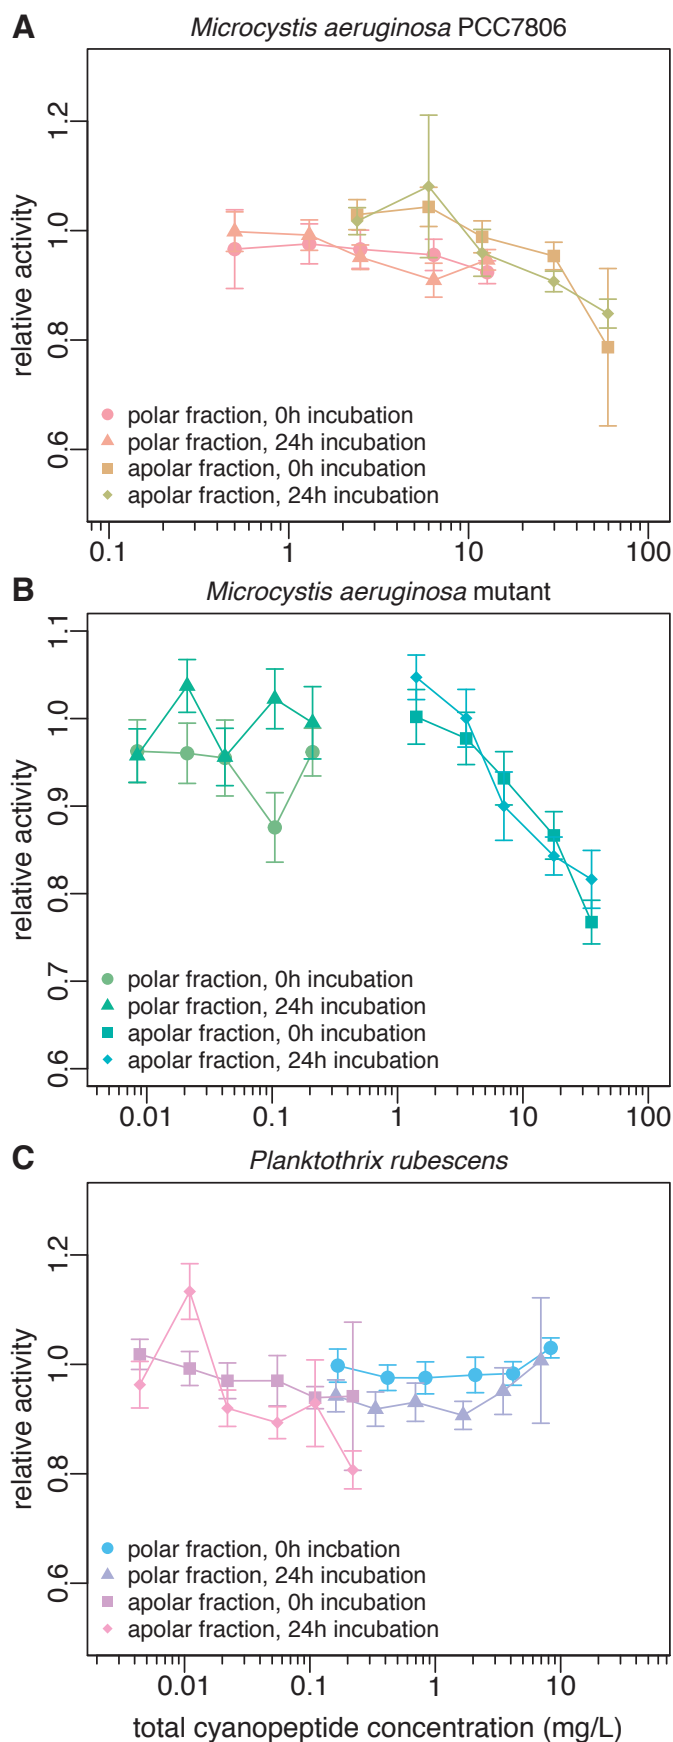 A
Microcystis aeruginosa PCC7806
relative activity
1.2
1.0
0.8
0.6
polar fraction, 0h incubation
polar fraction, 24h incubation
apolar fraction, 0h incubation
apolar fraction, 24h incubation
0.1 1 10 100
B
Microcystis aeruginosa mutant
relative activity
1.1
1.0
0.9
0.8
0.7
0.6
polar fraction, 0h incubation
polar fraction, 24h incubation
apolar fraction, 0h incubation
apolar fraction, 24h incubation
0.01 0.1 1 10 100
C
Planktothrix rubescens
relative activity
1.2
1.0
0.8
0.6
polar fraction, 0h incbation
polar fraction, 24h incubation
apolar fraction, 0h incubation
apolar fraction, 24h incubation
0.01 0.1 1 10
total cyanopeptide concentration (mg/L)